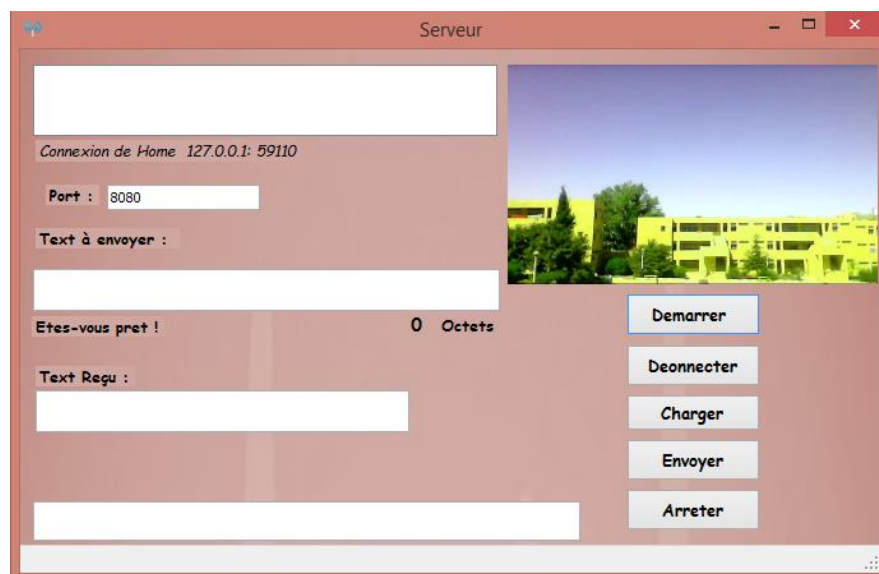 Serveur
Connexion de Home 127.0.0.1: 59110
Port : 8080
Text à envoyer :
Etes-vous pret ! 0 Octets
Text Reçu :
Demarrer
Deonnecter
Charger
Envoyer
Arreter